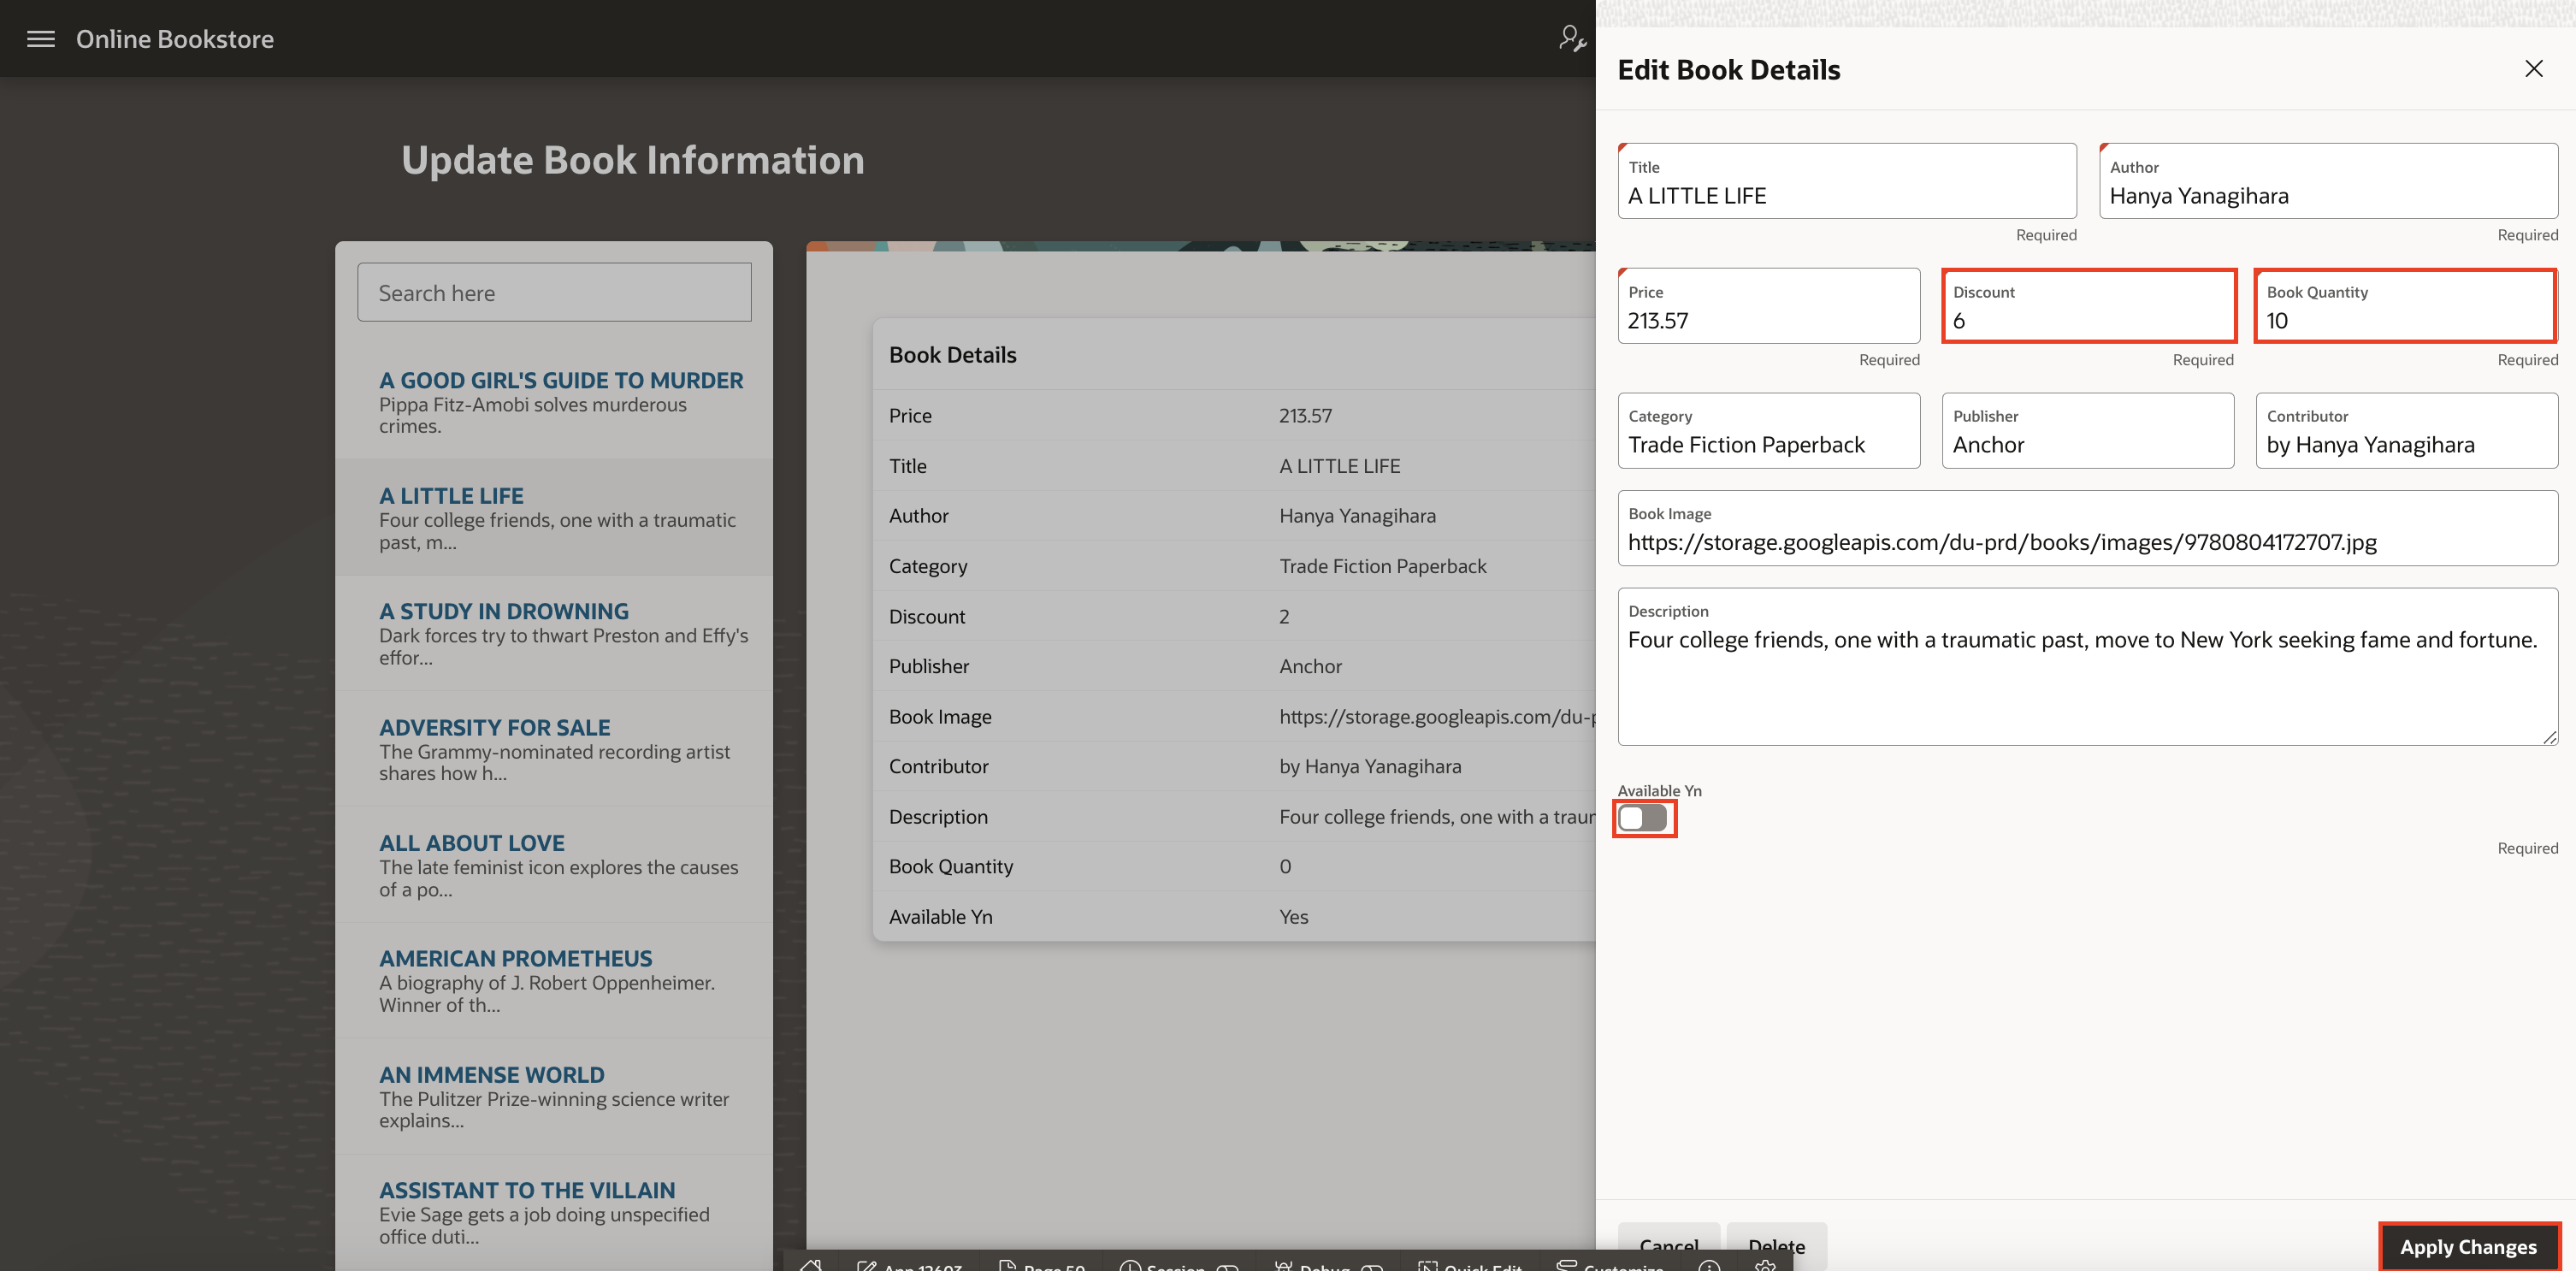 Online Bookstore
Update Book Information
Search here
A GOOD GIRL'S GUIDE TO MURDER
Pippa Fitz-Amobi solves murderous
crimes.
A LITTLE LIFE
Four college friends, one with a traumatic
past, m...
A STUDY IN DROWNING
Dark forces try to thwart Preston and Effy's
effor...
ADVERSITY FOR SALE
The Grammy-nominated recording artist
shares how h...
ALL ABOUT LOVE
The late feminist icon explores the causes
of a po...
AMERICAN PROMETHEUS
A biography of J. Robert Oppenheimer.
Winner of th...
AN IMMENSE WORLD
The Pulitzer Prize-winning science writer
explains...
ASSISTANT TO THE VILLAIN
Evie Sage gets a job doing unspecified
office duti...
Book Details
Price 213.57
Title A LITTLE LIFE
Author Hanya Yanagihara
Category Trade Fiction Paperback
Discount 2
Publisher Anchor
Book Image https://storage.googleapis.com/du-p
Contributor by Hanya Yanagihara
Description Four college friends, one with a traum
Book Quantity 0
Available Yn Yes
Edit Book Details
Title Author
A LITTLE LIFE Hanya Yanagihara
Required Required
Price Discount Book Quantity
213.57 6 10
Required Required Required
Category Publisher Contributor
Trade Fiction Paperback Anchor by Hanya Yanagihara
Book Image
https://storage.googleapis.com/du-prd/books/images/9780804172707.jpg
Description
Four college friends, one with a traumatic past, move to New York seeking fame and fortune.
Available Yn
Required
Cancel Delete Apply Changes
App 12603 Page 50 Session Debug Quick Edit Customize